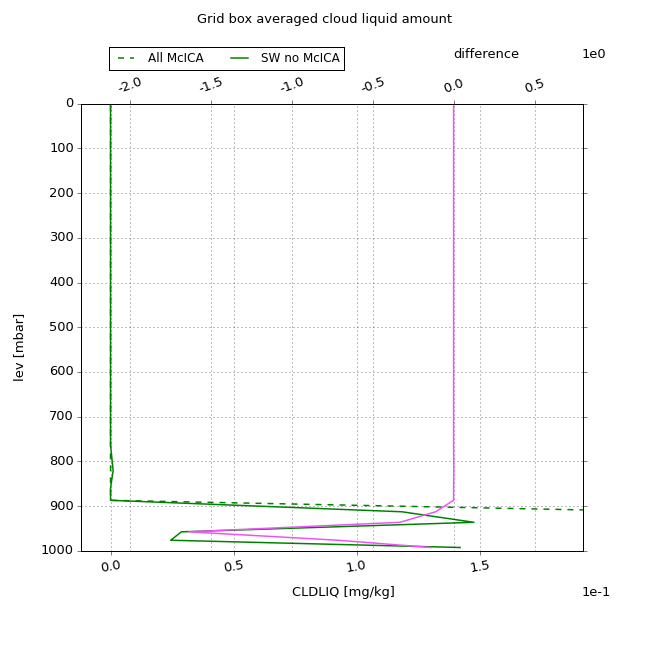 Grid box averaged cloud liquid amount
All McICA SW no McICA
difference 1e0
-2.0 -1.5 -1.0 -0.5 0.0 0.5
0
100
200
300
400
500
600
700
800
900
1000
lev [mbar]
0.0 0.5 1.0 1.5
CLDLIQ [mg/kg] 1e-1